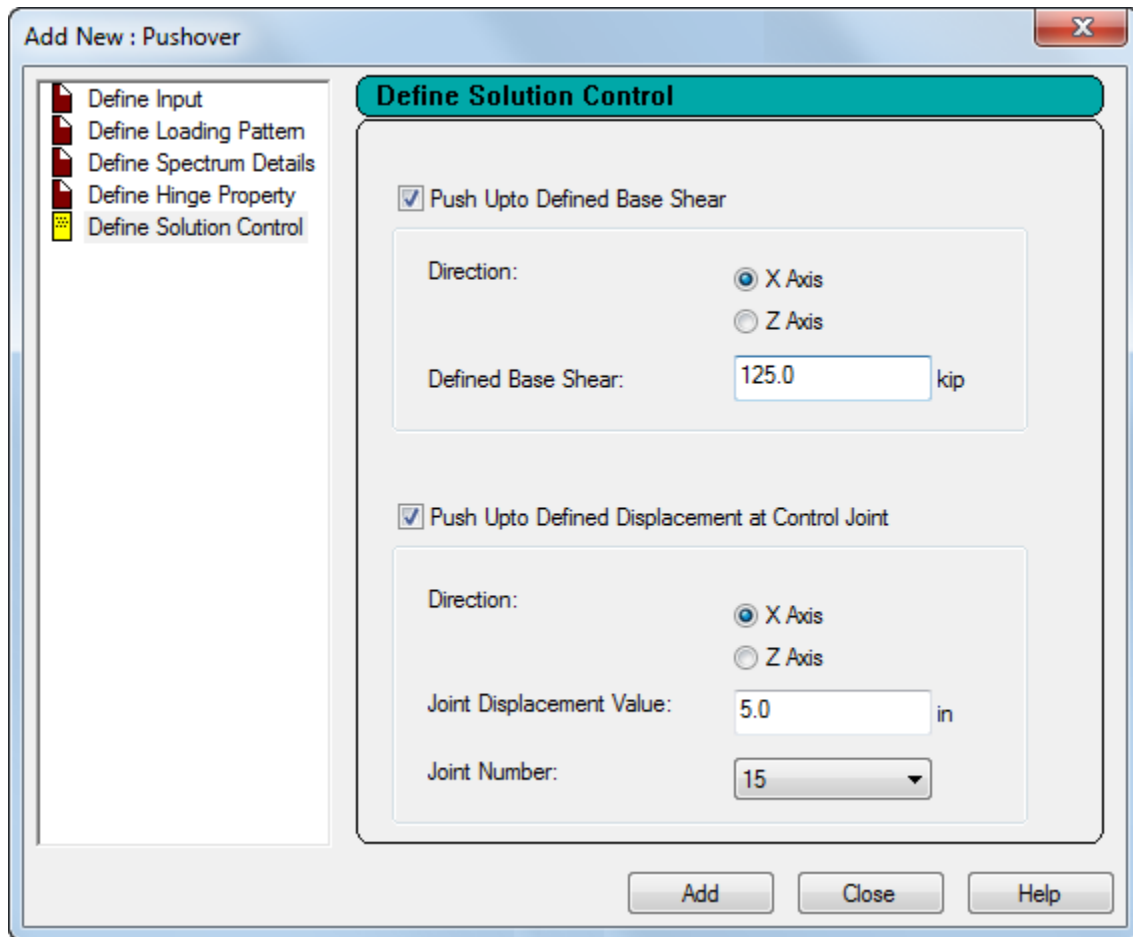 Add New : Pushover
Define Input
Define Loading Pattern
Define Spectrum Details
Define Hinge Property
Define Solution Control
Define Solution Control
Push Upto Defined Base Shear
Direction:
X Axis
Z Axis
Defined Base Shear: 125.0 kip
Push Upto Defined Displacement at Control Joint
Direction:
X Axis
Z Axis
Joint Displacement Value: 5.0 in
Joint Number: 15
Add Close Help